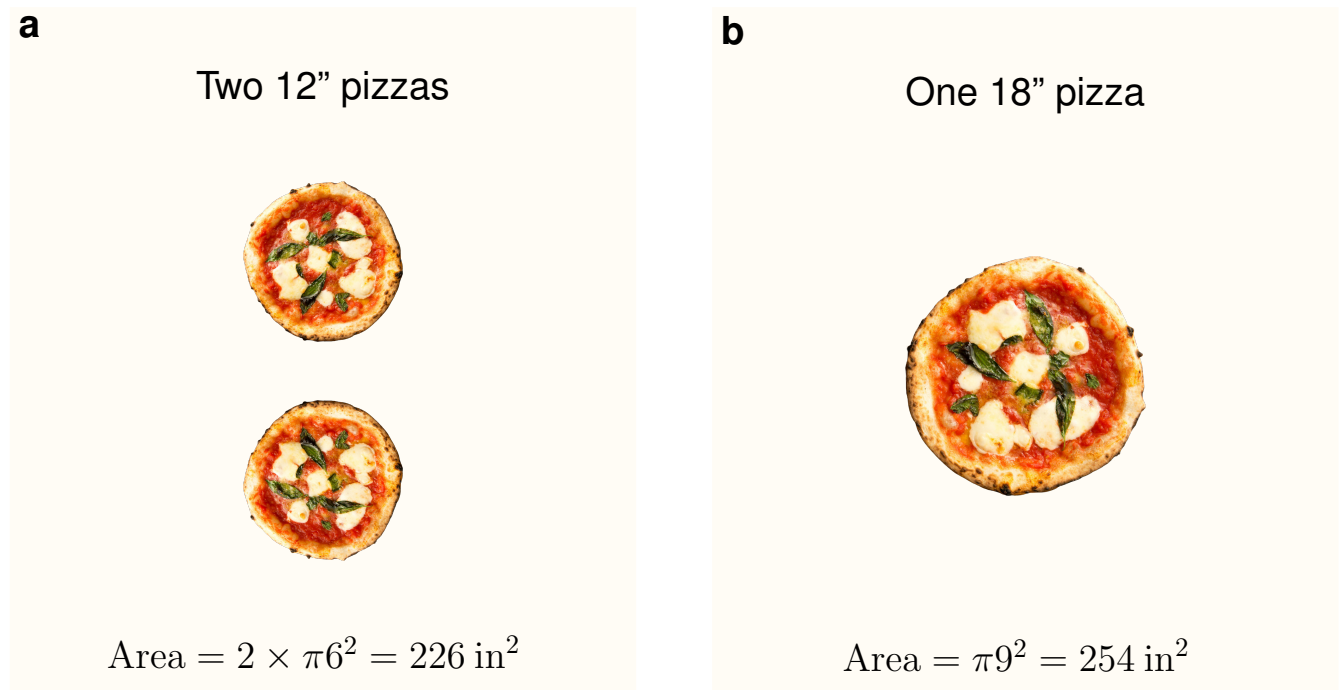 a
Two 12” pizzas
Area = 2 × π6² = 226 in²
b
One 18” pizza
Area = π9² = 254 in²